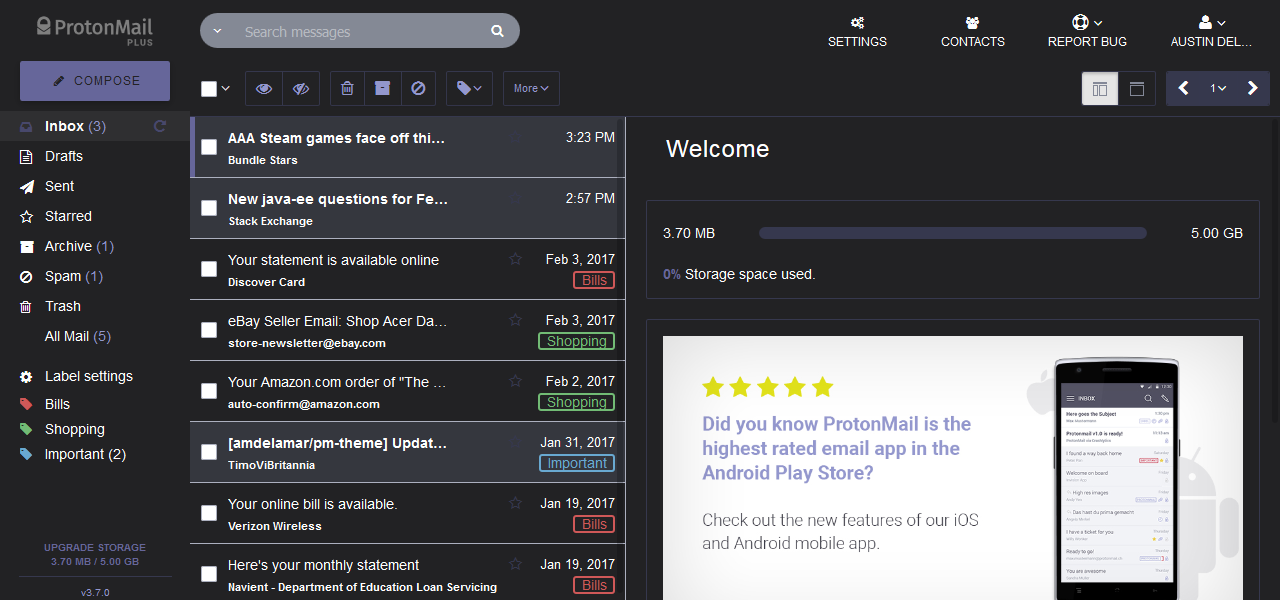 ProtonMail
PLUS
Search messages
SETTINGS
CONTACTS
REPORT BUG
AUSTIN DEL...
COMPOSE
More
1
Inbox (3)
Drafts
Sent
Starred
Archive (1)
Spam (1)
Trash
All Mail (5)
Label settings
Bills
Shopping
Important (2)
UPGRADE STORAGE
3.70 MB / 5.00 GB
v3.7.0
AAA Steam games face off thi... 3:23 PM
Bundle Stars
New java-ee questions for Fe... 2:57 PM
Stack Exchange
Your statement is available online Feb 3, 2017
Discover Card Bills
eBay Seller Email: Shop Acer Da... Feb 3, 2017
store-newsletter@ebay.com Shopping
Your Amazon.com order of "The ... Feb 2, 2017
auto-confirm@amazon.com Shopping
[amdelamar/pm-theme] Updat... Jan 31, 2017
TimoViBritannia Important
Your online bill is available. Jan 19, 2017
Verizon Wireless Bills
Here's your monthly statement Jan 19, 2017
Navient - Department of Education Loan Servicing Bills
Welcome
3.70 MB 5.00 GB
0% Storage space used.
Did you know ProtonMail is the
highest rated email app in the
Android Play Store?
Check out the new features of our iOS
and Android mobile app.
INBOX
Here goes the Subject
Protonmail v1.0 is ready!
I found a way back home
Welcome on board
High res images
Das hast du prima gemacht
I have a ticket for you
Ready to go!
You are awesome